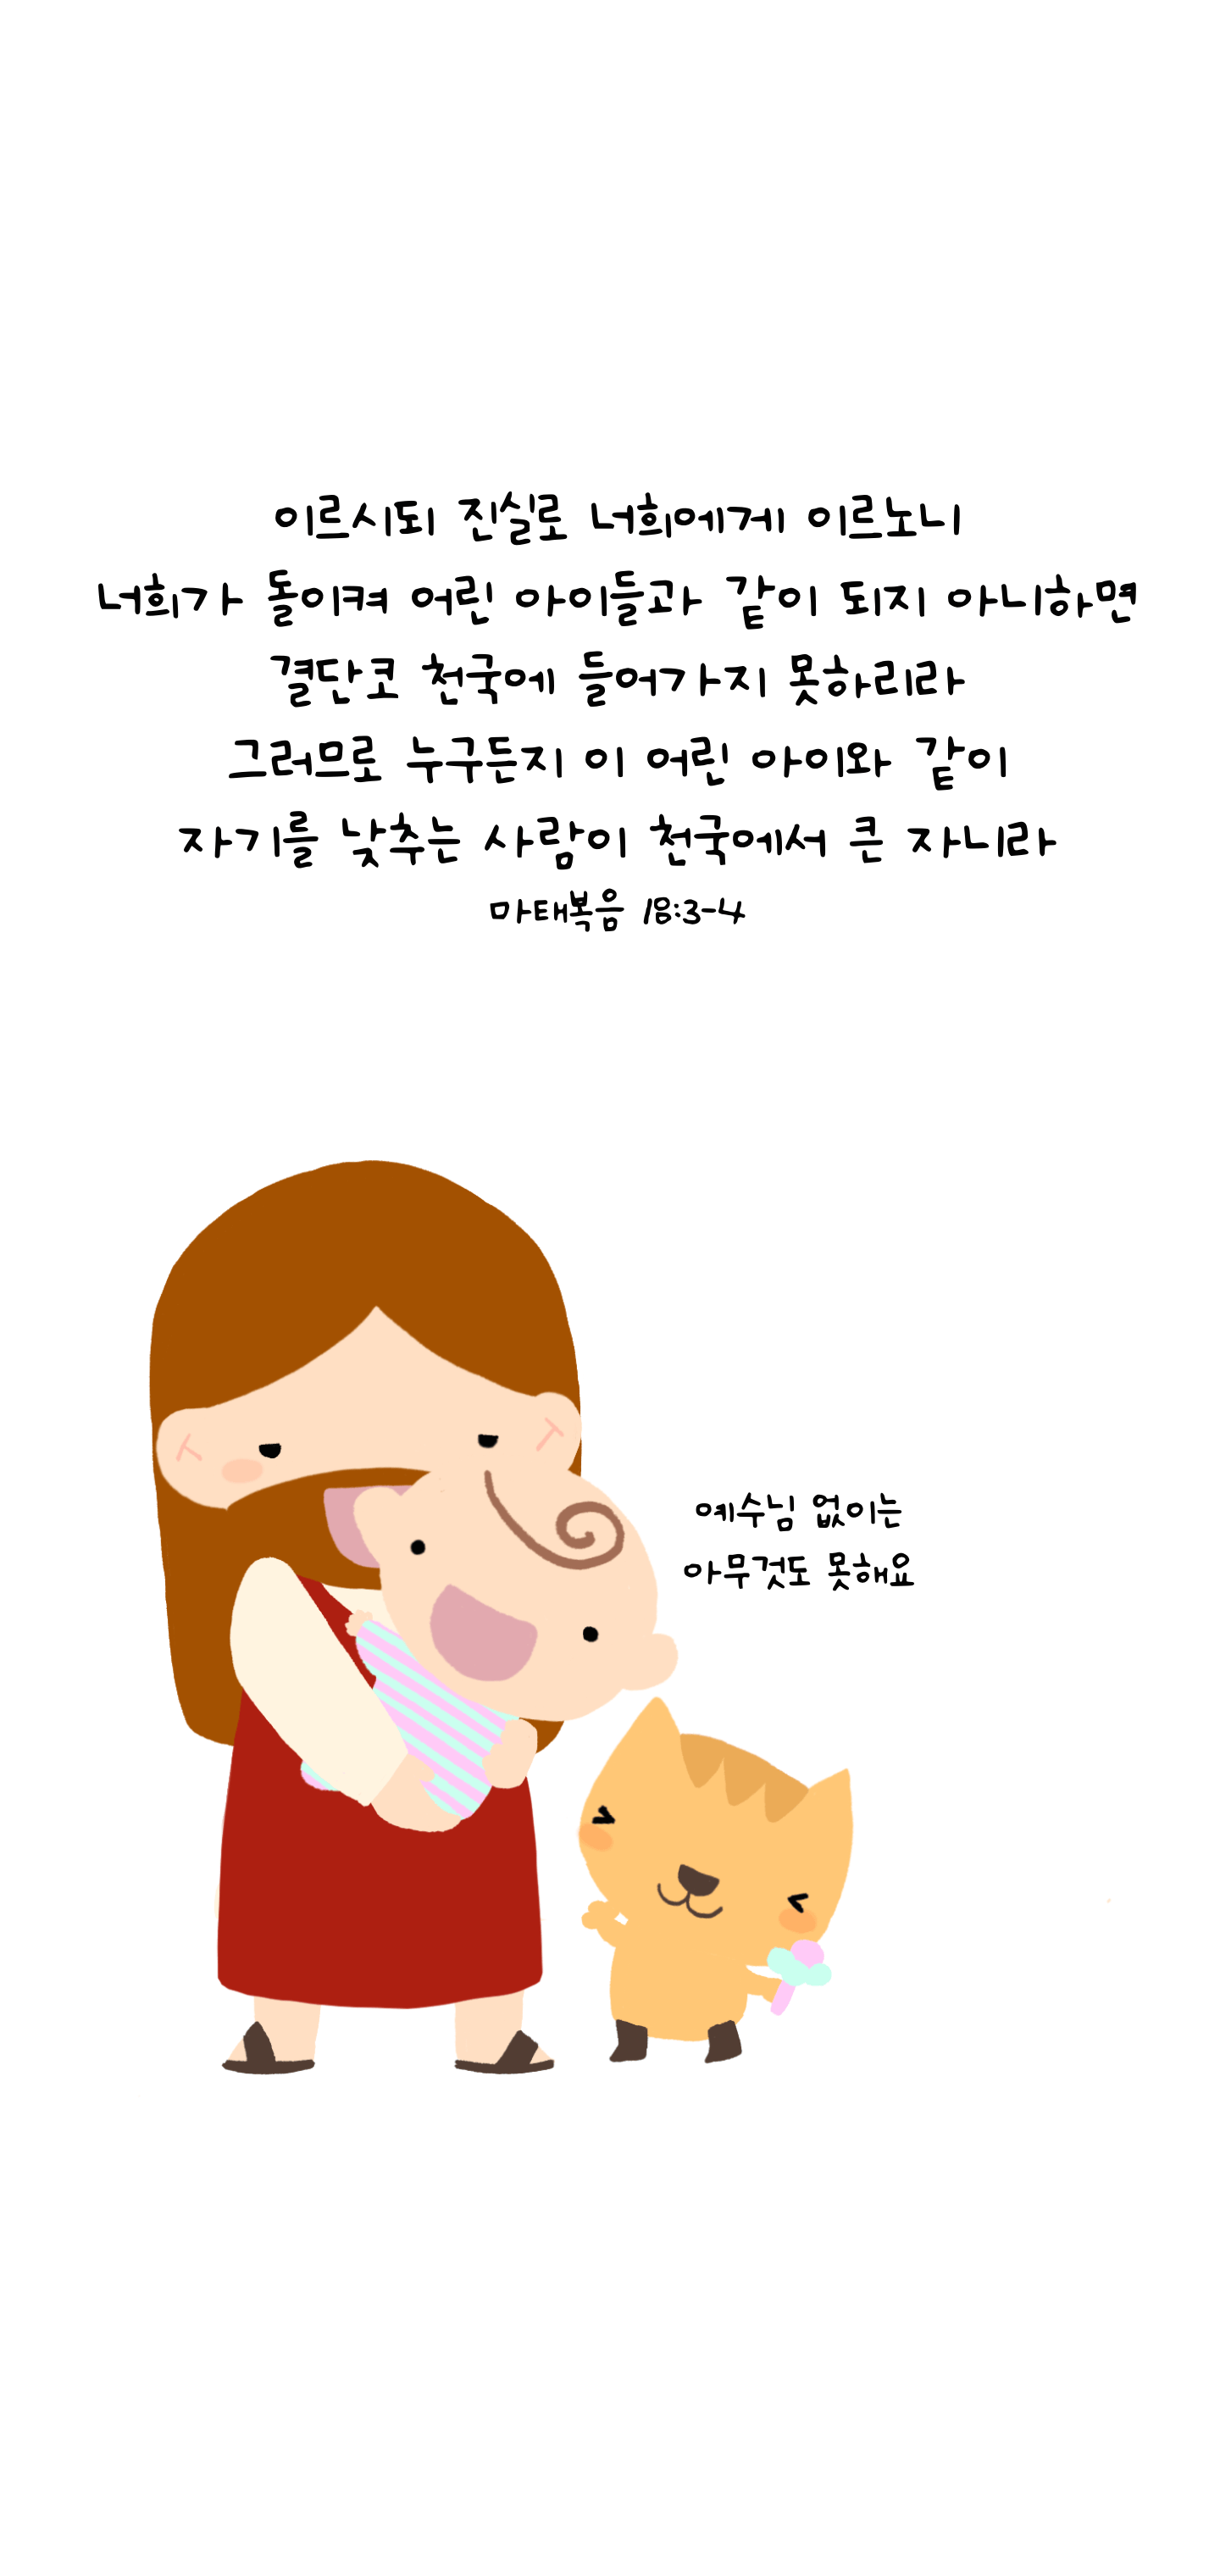 이르시되 진실로 너희에게 이르노니
너희가 돌이켜 어린 아이들과 같이 되지 아니하면
결단코 천국에 들어가지 못하리라
그러므로 누구든지 이 어린 아이와 같이
자기를 낮추는 사람이 천국에서 큰 자니라
마태복음 18:3-4
예수님 없이는
아무것도 못해요